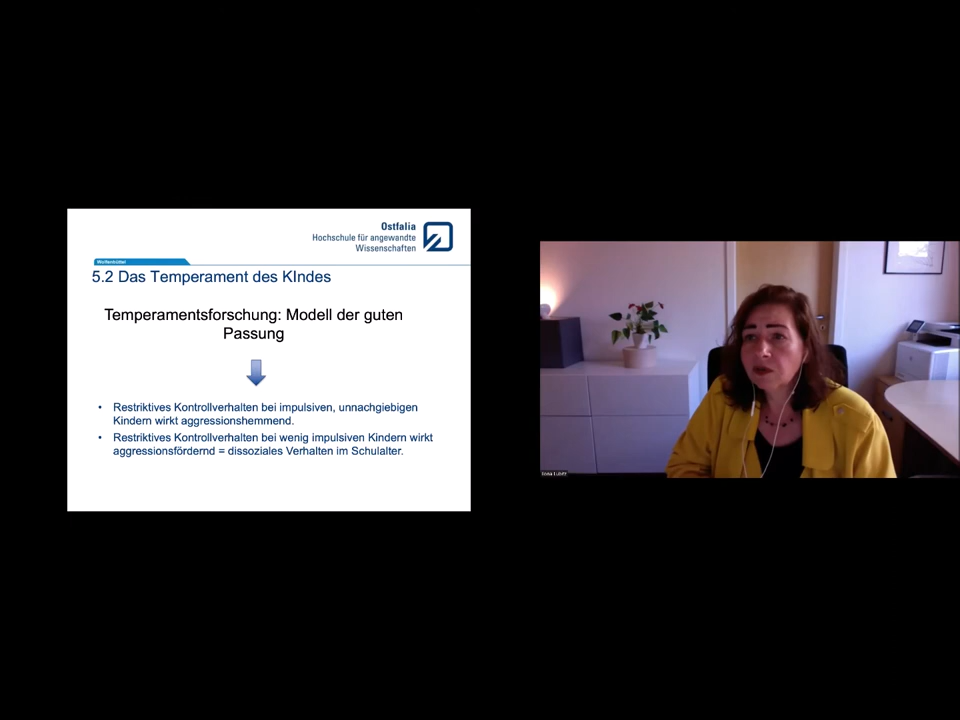 Ostfalia
Hochschule für angewandte
Wissenschaften
5.2 Das Temperament des KIndes
Temperamentsforschung: Modell der guten
Passung
• Restriktives Kontrollverhalten bei impulsiven, unnachgiebigen
Kindern wirkt aggressionshemmend.
• Restriktives Kontrollverhalten bei wenig impulsiven Kindern wirkt
aggressionsfördernd = dissoziales Verhalten im Schulalter.